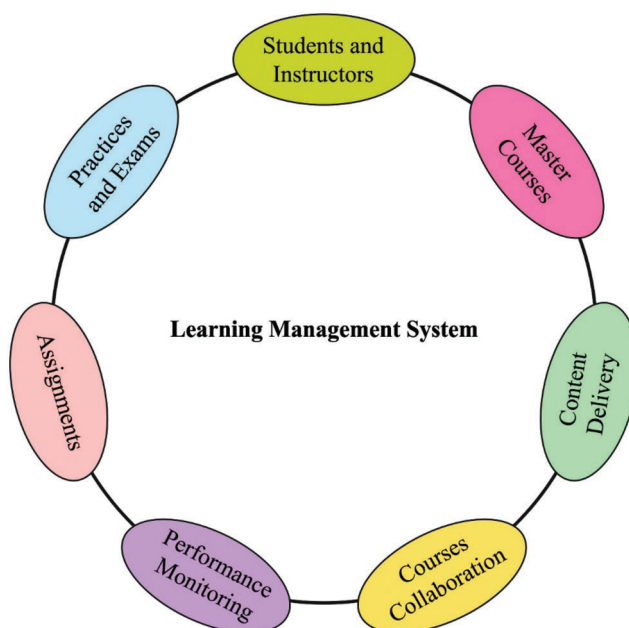 Students and
Instructors
Master
Courses
Content
Delivery
Courses
Collaboration
Performance
Monitoring
Assignments
Practices
and Exams
Learning Management System